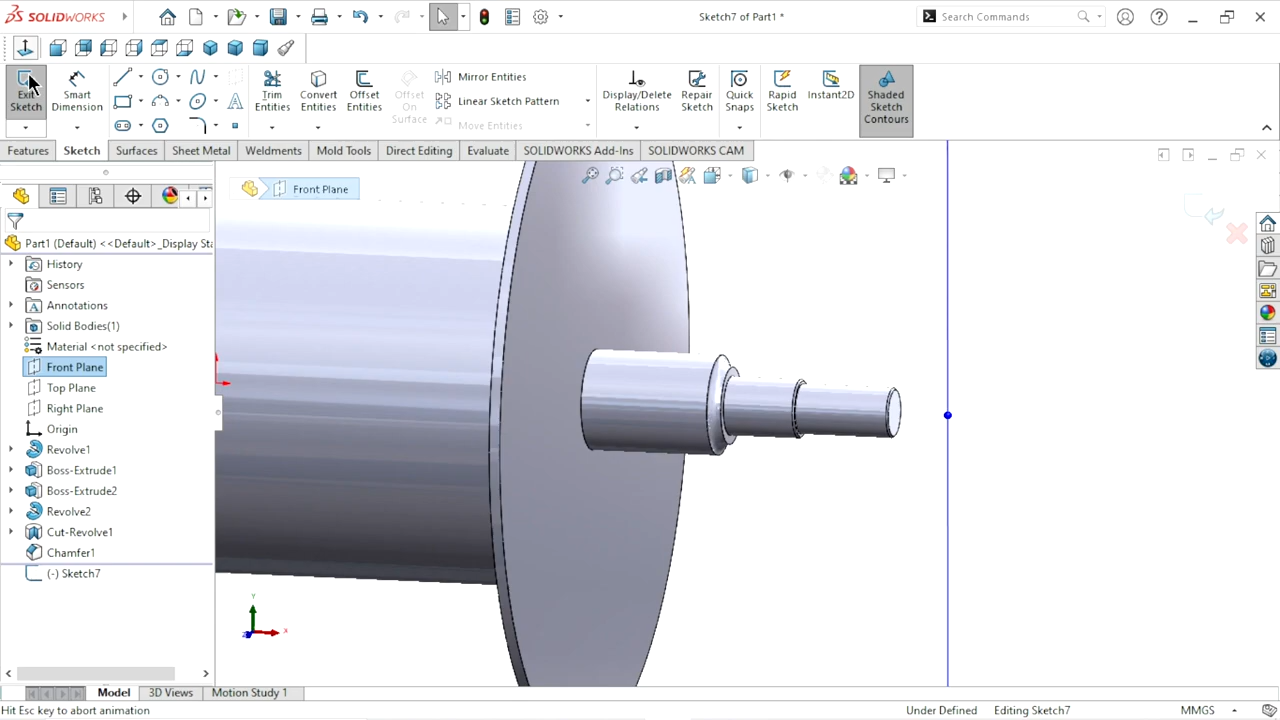 SOLIDWORKS
Sketch7 of Part1 *
Search Commands
Exit Sketch
Smart Dimension
Trim Entities
Convert Entities
Offset Entities
Offset On Surface
Mirror Entities
Linear Sketch Pattern
Move Entities
Display/Delete Relations
Repair Sketch
Quick Snaps
Rapid Sketch
Instant2D
Shaded Sketch Contours
Features
Sketch
Surfaces
Sheet Metal
Weldments
Mold Tools
Direct Editing
Evaluate
SOLIDWORKS Add-Ins
SOLIDWORKS CAM
Front Plane
Part1 (Default) <<Default>_Display Sta
History
Sensors
Annotations
Solid Bodies(1)
Material <not specified>
Front Plane
Top Plane
Right Plane
Origin
Revolve1
Boss-Extrude1
Boss-Extrude2
Revolve2
Cut-Revolve1
Chamfer1
(-) Sketch7
Y
X
Z
Model
3D Views
Motion Study 1
Hit Esc key to abort animation
Under Defined
Editing Sketch7
MMGS